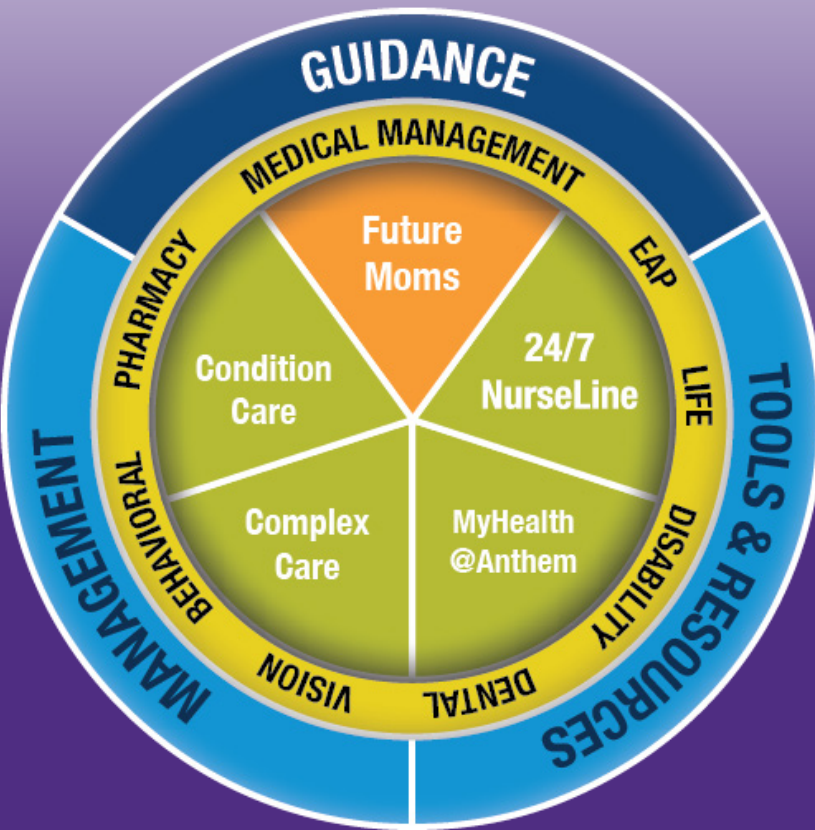 GUIDANCE
TOOLS & RESOURCES
MANAGEMENT
MEDICAL MANAGEMENT
EAP
LIFE
DISABILITY
DENTAL
VISION
BEHAVIORAL
PHARMACY
Future
Moms
24/7
NurseLine
MyHealth
@Anthem
Complex
Care
Condition
Care